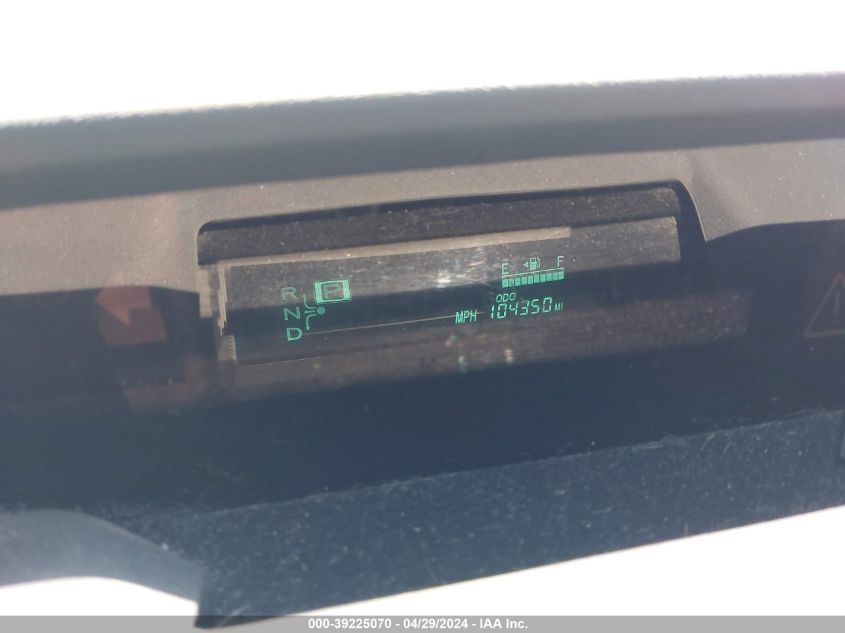 E F
R P
N
D
ODO
MPH 104350 MI
000-39225070 - 04/29/2024 - IAA Inc.